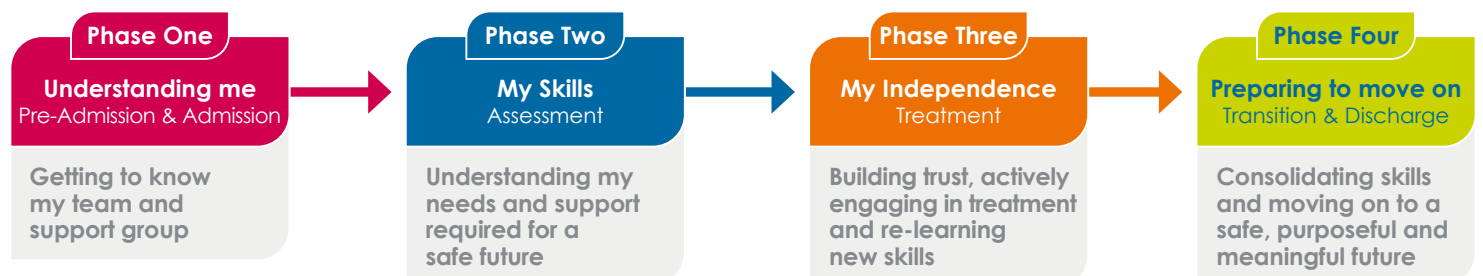 Phase One
Understanding me
Pre-Admission & Admission
Getting to know
my team and
support group
Phase Two
My Skills
Assessment
Understanding my
needs and support
required for a
safe future
Phase Three
My Independence
Treatment
Building trust, actively
engaging in treatment
and re-learning
new skills
Phase Four
Preparing to move on
Transition & Discharge
Consolidating skills
and moving on to a
safe, purposeful and
meaningful future